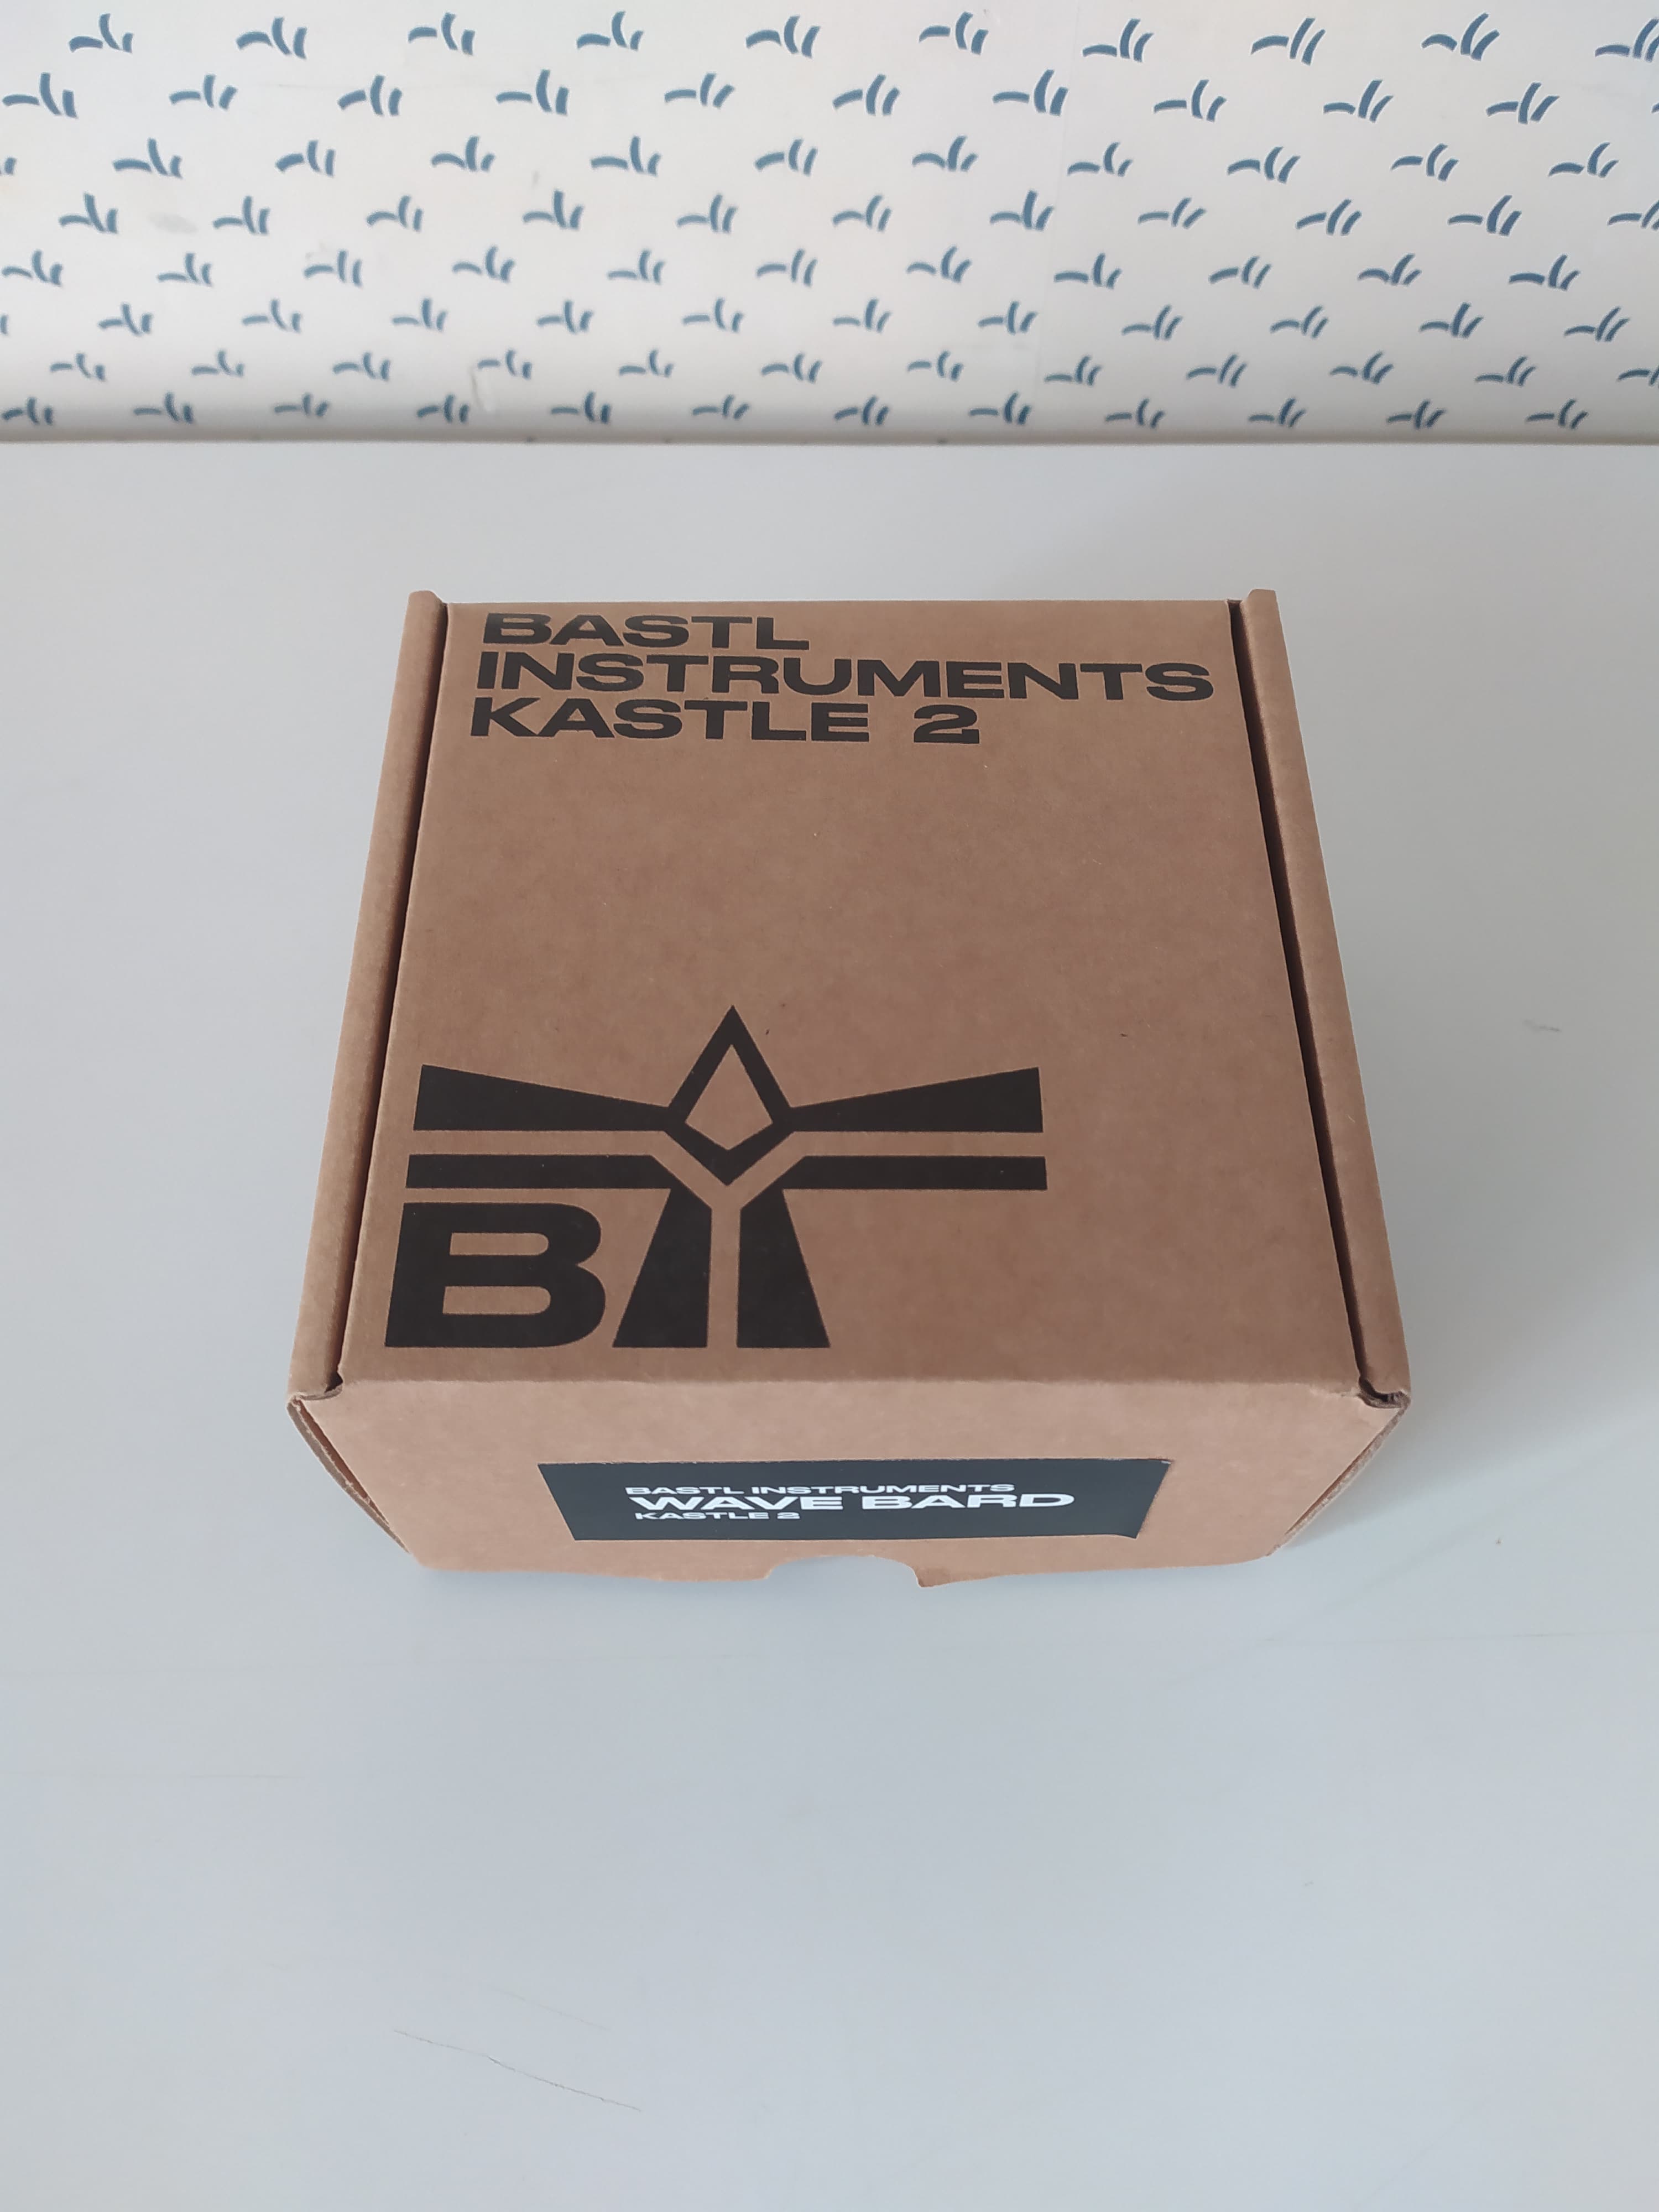 BASTL
INSTRUMENTS
KASTLE 2
B
BASTL INSTRUMENTS
WAVE BARD
KASTLE 2